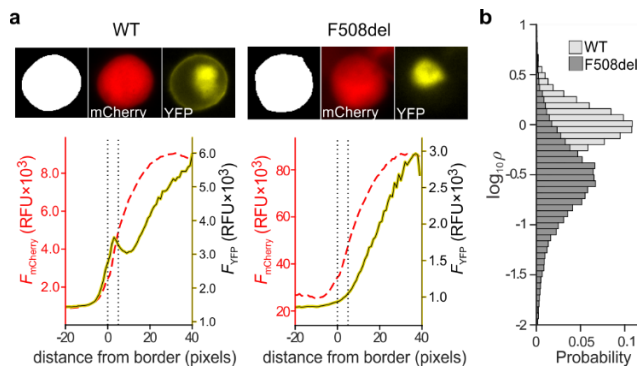 a
WT
F508del
mCherry
YFP
mCherry
YFP
F mCherry (RFU×10³)
8.0
6.0
4.0
2.0
F YFP (RFU×10³)
6.0
5.0
4.0
3.0
2.0
1.0
-20
0
20
40
distance from border (pixels)
F mCherry (RFU×10³)
80
60
40
20
F YFP (RFU×10³)
3.0
2.5
2.0
1.5
1.0
-20
0
20
40
distance from border (pixels)
b
WT
F508del
log₁₀ρ
1
0.5
0
-0.5
-1
-1.5
-2
0
0.05
0.1
Probability